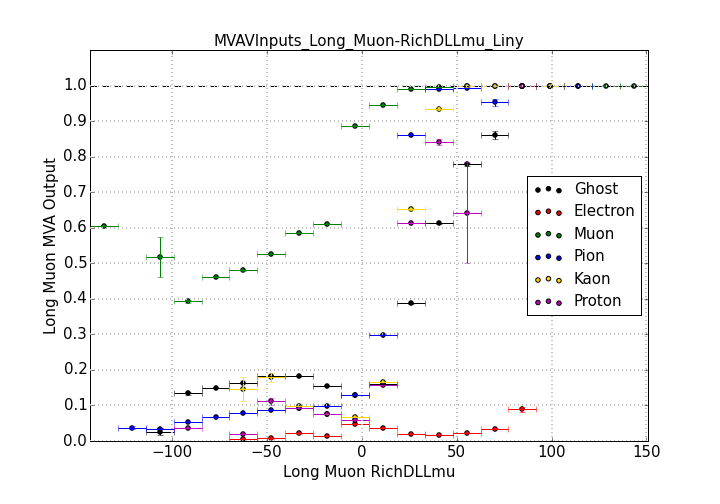 MVAVInputs_Long_Muon-RichDLLmu_Liny
1.0
0.9
0.8
0.7
0.6
0.5
0.4
0.3
0.2
0.1
0.0
Long Muon MVA Output
Ghost
Electron
Muon
Pion
Kaon
Proton
−100
−50
0
50
100
150
Long Muon RichDLLmu